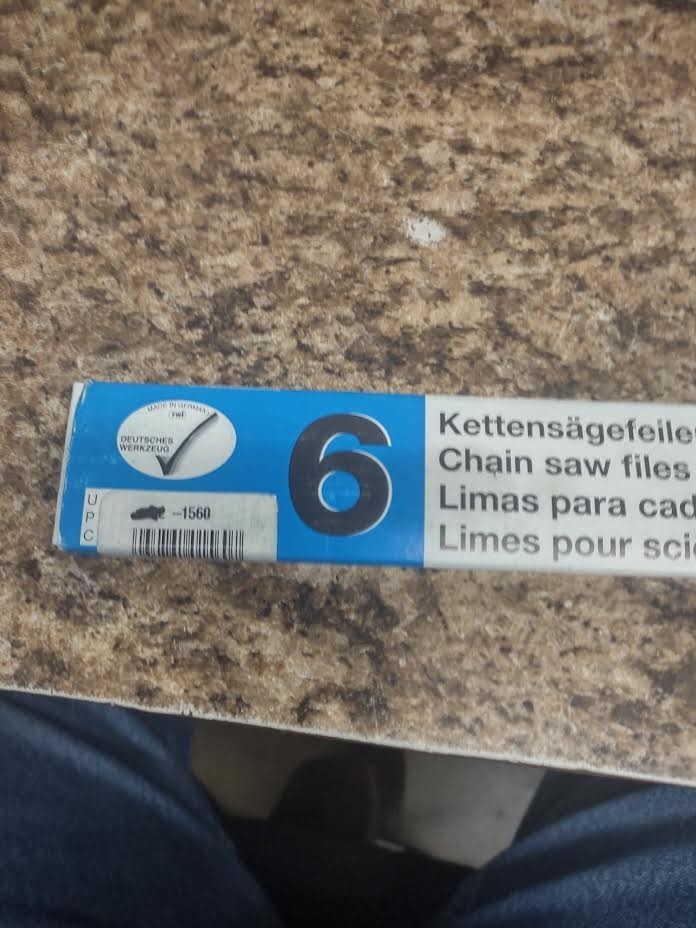 MADE IN GERMANY
FWI
DEUTSCHES
WERKZEUG
UPC
-1560
6
Kettensägefeile
Chain saw files
Limas para cad
Limes pour sci